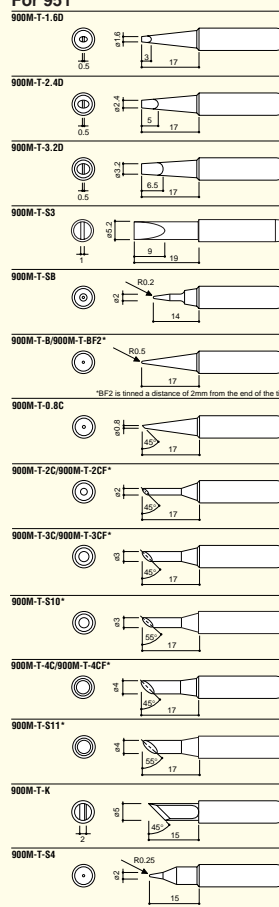 For 951
900M-T-1.6D
ø1.6
0.5
3
17
900M-T-2.4D
ø2.4
0.5
5
17
900M-T-3.2D
ø3.2
0.5
6.5
17
900M-T-S3
ø5.2
1
9
19
900M-T-SB
R0.2
ø2
14
900M-T-B/900M-T-BF2*
R0.5
17
*BF2 is tinned a distance of 2mm from the end of the ti
900M-T-0.8C
ø0.8
45°
17
900M-T-2C/900M-T-2CF*
ø2
45°
17
900M-T-3C/900M-T-3CF*
ø3
45°
17
900M-T-S10*
ø3
55°
17
900M-T-4C/900M-T-4CF*
ø4
45°
17
900M-T-S11*
ø4
55°
17
900M-T-K
ø5
2
45°
15
900M-T-S4
R0.25
ø2
15